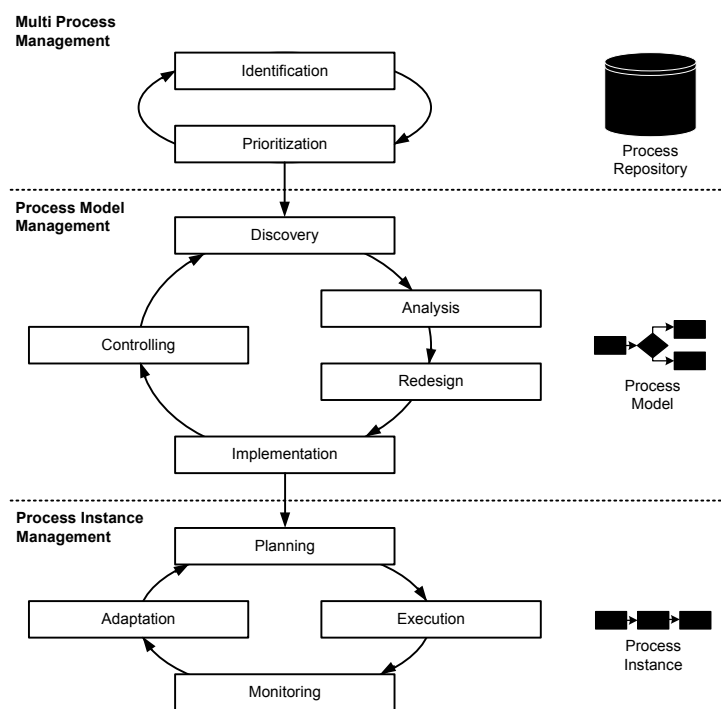 Multi Process
Management
Identification
Prioritization
Process
Repository
Process Model
Management
Discovery
Analysis
Controlling
Redesign
Process
Model
Implementation
Process Instance
Management
Planning
Adaptation
Execution
Process
Instance
Monitoring